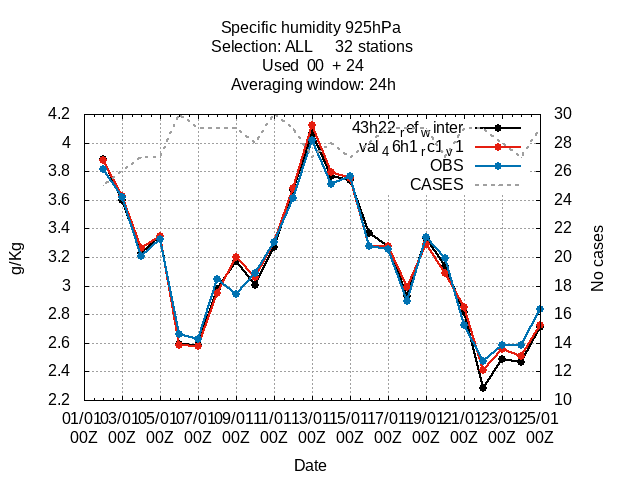 Specific humidity 925hPa
Selection: ALL 32 stations
Used 00 + 24
Averaging window: 24h
g/Kg
No cases
4.2
4
3.8
3.6
3.4
3.2
3
2.8
2.6
2.4
2.2
30
28
26
24
22
20
18
16
14
12
10
43h22_ref_winter
val_46h1_rc1_v1
OBS
CASES
01/01 03/01 05/01 07/01 09/01 11/01 13/01 15/01 17/01 19/01 21/01 23/01 25/01
00Z 00Z 00Z 00Z 00Z 00Z 00Z 00Z 00Z 00Z 00Z 00Z 00Z
Date